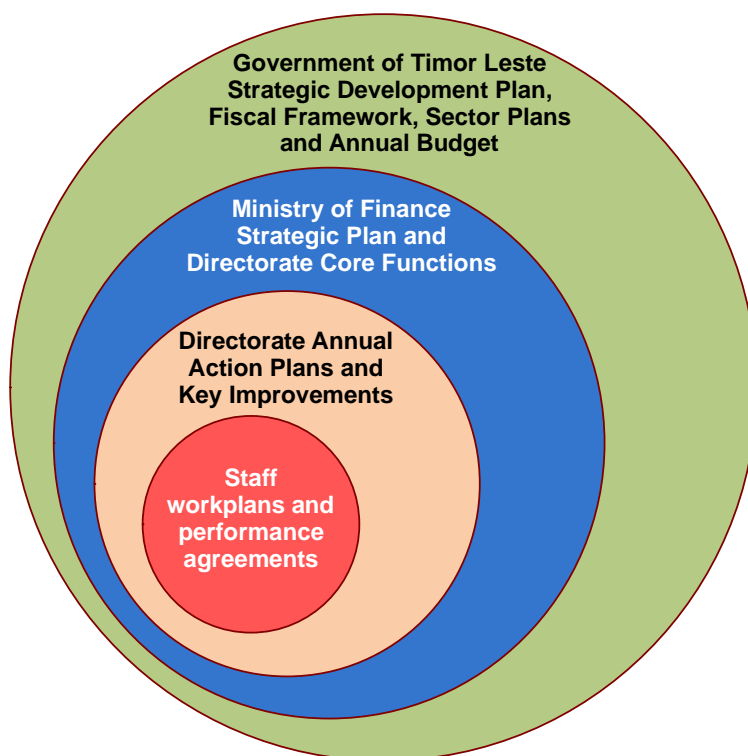 Government of Timor Leste
Strategic Development Plan,
Fiscal Framework, Sector Plans
and Annual Budget
Ministry of Finance
Strategic Plan and
Directorate Core Functions
Directorate Annual
Action Plans and
Key Improvements
Staff
workplans and
performance
agreements